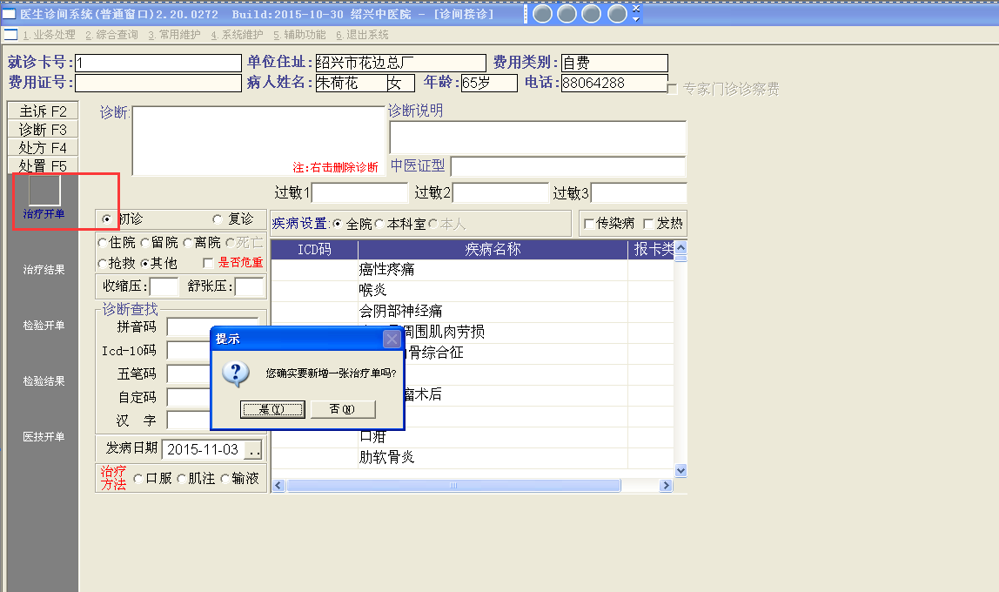 医生诊间系统(普通窗口)2.20.0272 Build:2015-10-30 绍兴中医院 - [诊间接诊]
1.业务处理 2.综合查询 3.常用维护 4.系统维护 5.辅助功能 6.退出系统
就诊卡号:1 单位住址:绍兴市花边总厂 费用类别:自费
费用证号: 病人姓名:朱荷花 女 年龄:65岁 电话:88064288 专家门诊诊察费
主诉 F2
诊断 F3
处方 F4
处置 F5
治疗开单
治疗结果
检验开单
检验结果
医技开单
诊断:
注:右击删除诊断
诊断说明
中医证型
过敏1 过敏2 过敏3
初诊 复诊
住院 留院 离院 死亡
抢救 其他 是否危重
收缩压: 舒张压:
诊断查找
拼音码
Icd-10码
五笔码
自定码
汉 字
发病日期 2015-11-03 ..
治疗方法 口服 肌注 输液
疾病设置: 全院 本科室 本人
传染病 发热
ICD码 疾病名称 报卡类
癌性疼痛
喉炎
会阴部神经痛
周围肌肉劳损
骨综合征
瘤术后
口疳
肋软骨炎
提示
您确实要新增一张治疗单吗?
是(Y) 否(N)